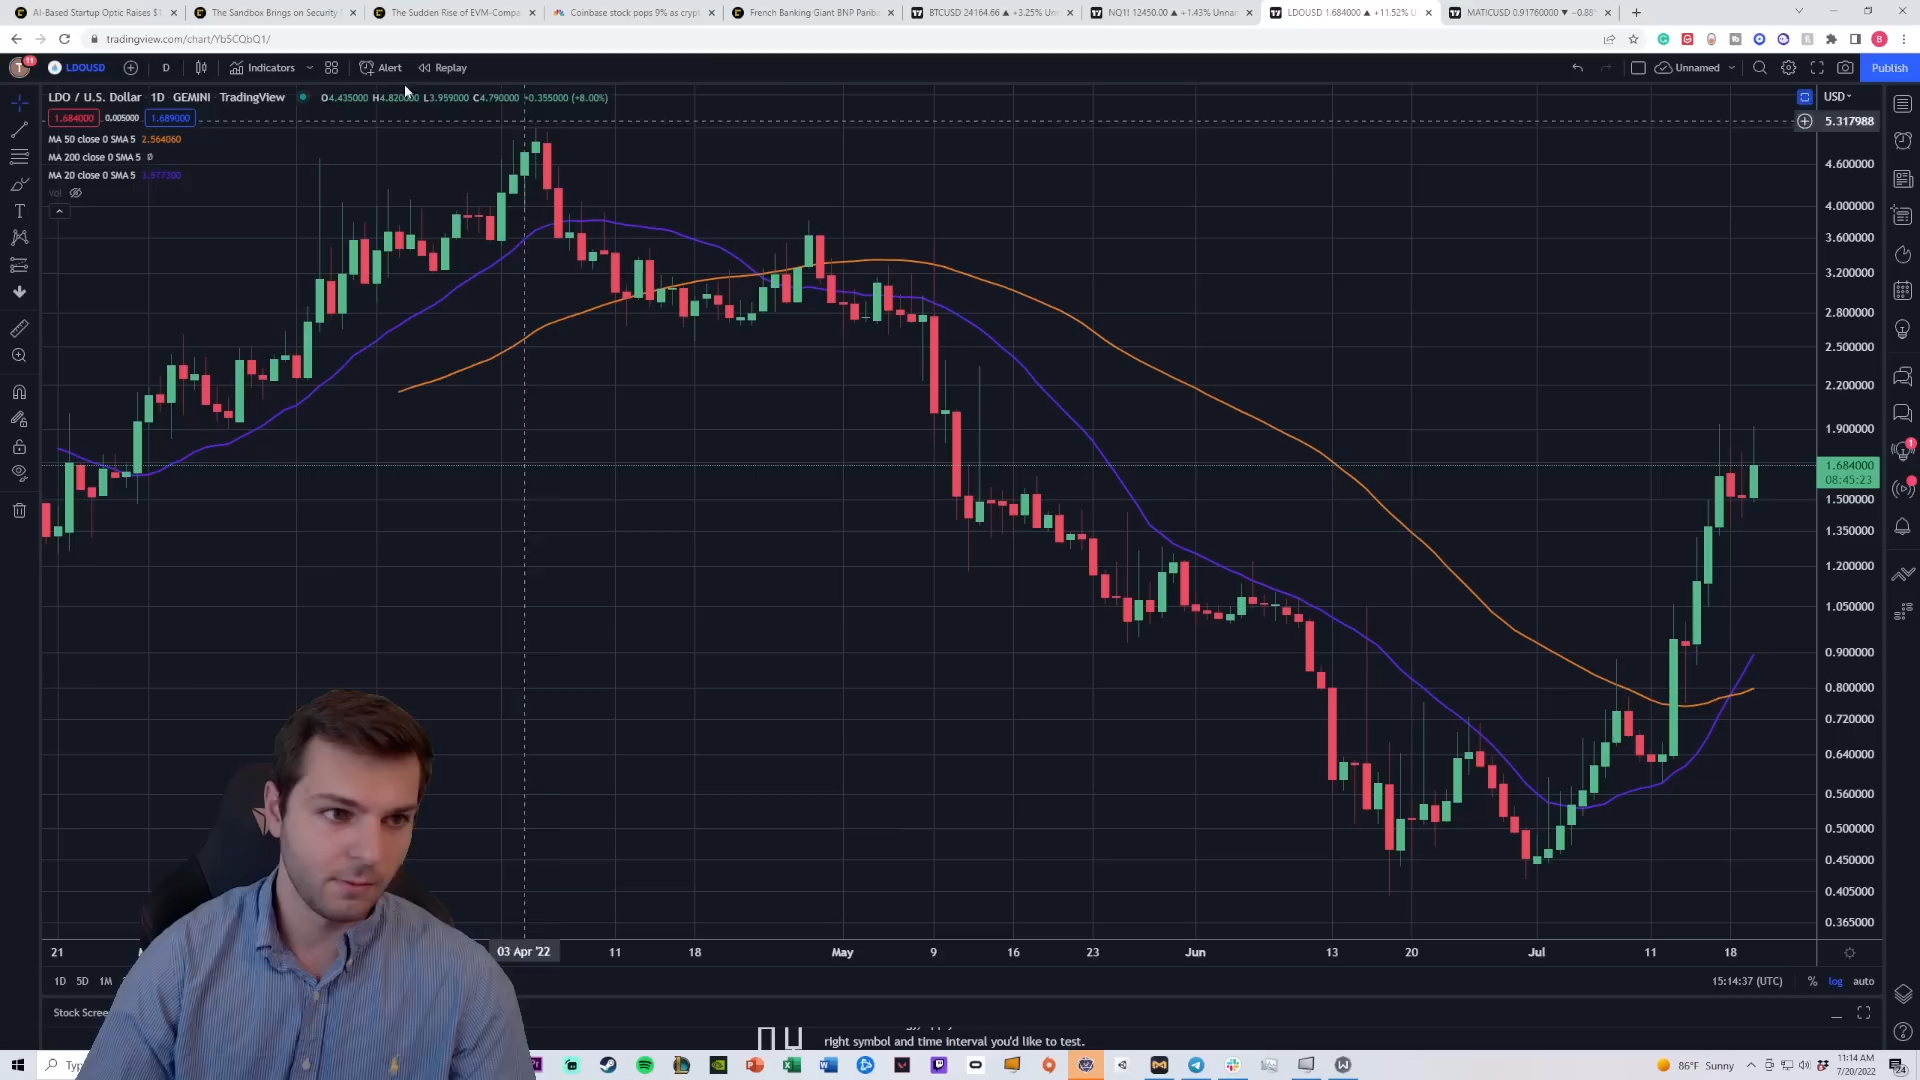 AI-Based Startup Optic Raises $1
The Sandbox Brings on Security
The Sudden Rise of EVM-Compa
Coinbase stock pops 9% as crypt
French Banking Giant BNP Pariba
BTCUSD 24164.66 ▲ +3.25% Unn
NQ1! 12450.00 ▲ +1.43% Unnar
LDOUSD 1.684000 ▲ +11.52% U
MATICUSD 0.91760000 ▼ −0.88%
tradingview.com/chart/Yb5CQbQ1/
11
LDOUSD
D
Indicators
Alert
Replay
Unnamed
Publish
LDO / U.S. Dollar 1D GEMINI TradingView
O4.435000 H4.820000 L3.959000 C4.790000 +0.355000 (+8.00%)
USD
1.684000 0.005000 1.689000
5.317988
MA 50 close 0 SMA 5 2.564060
MA 200 close 0 SMA 5 ∅
MA 20 close 0 SMA 5
Vol
4.600000
4.000000
3.600000
3.200000
2.800000
2.500000
2.200000
1.900000
1.684000
08:45:23
1.500000
1.350000
1.200000
1.050000
0.900000
0.800000
0.720000
0.640000
0.560000
0.500000
0.450000
0.405000
0.365000
21
03 Apr '22
11
18
May
9
16
23
Jun
13
20
Jul
11
18
1D 5D 1M
15:14:37 (UTC)
% log auto
Stock Scree
right symbol and time interval you'd like to test.
86°F Sunny
11:14 AM
7/20/2022
24